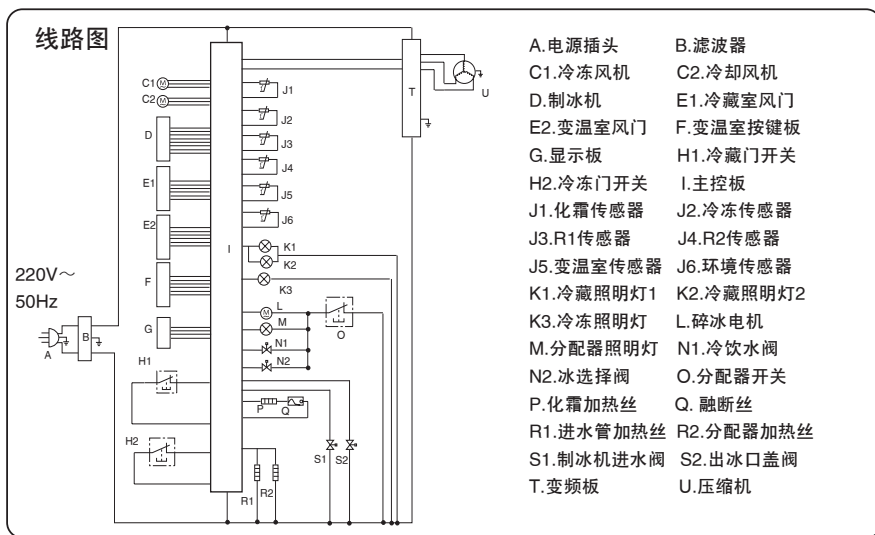 线路图
220V～
50Hz
A
B
C1
C2
D
E1
E2
F
G
H1
H2
I
J1
J2
J3
J4
J5
J6
K1
K2
K3
L
M
N1
N2
O
P
Q
R1
R2
S1
S2
T
U
M
M
M
A.电源插头 B.滤波器
C1.冷冻风机 C2.冷却风机
D.制冰机 E1.冷藏室风门
E2.变温室风门 F.变温室按键板
G.显示板 H1.冷藏门开关
H2.冷冻门开关 I.主控板
J1.化霜传感器 J2.冷冻传感器
J3.R1传感器 J4.R2传感器
J5.变温室传感器 J6.环境传感器
K1.冷藏照明灯1 K2.冷藏照明灯2
K3.冷冻照明灯 L.碎冰电机
M.分配器照明灯 N1.冷饮水阀
N2.冰选择阀 O.分配器开关
P.化霜加热丝 Q. 融断丝
R1.进水管加热丝 R2.分配器加热丝
S1.制冰机进水阀 S2.出冰口盖阀
T.变频板 U.压缩机